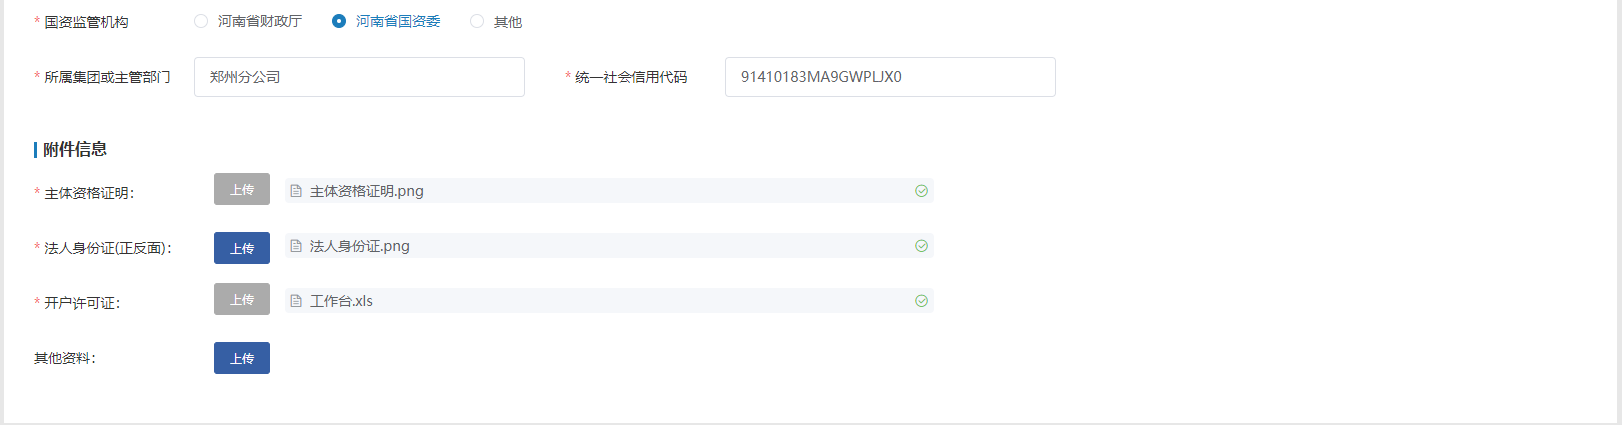 * 国资监管机构 河南省财政厅 河南省国资委 其他
* 所属集团或主管部门 郑州分公司 * 统一社会信用代码 91410183MA9GWPLJX0
附件信息
* 主体资格证明: 上传 主体资格证明.png
* 法人身份证(正反面): 上传 法人身份证.png
* 开户许可证: 上传 工作台.xls
其他资料: 上传